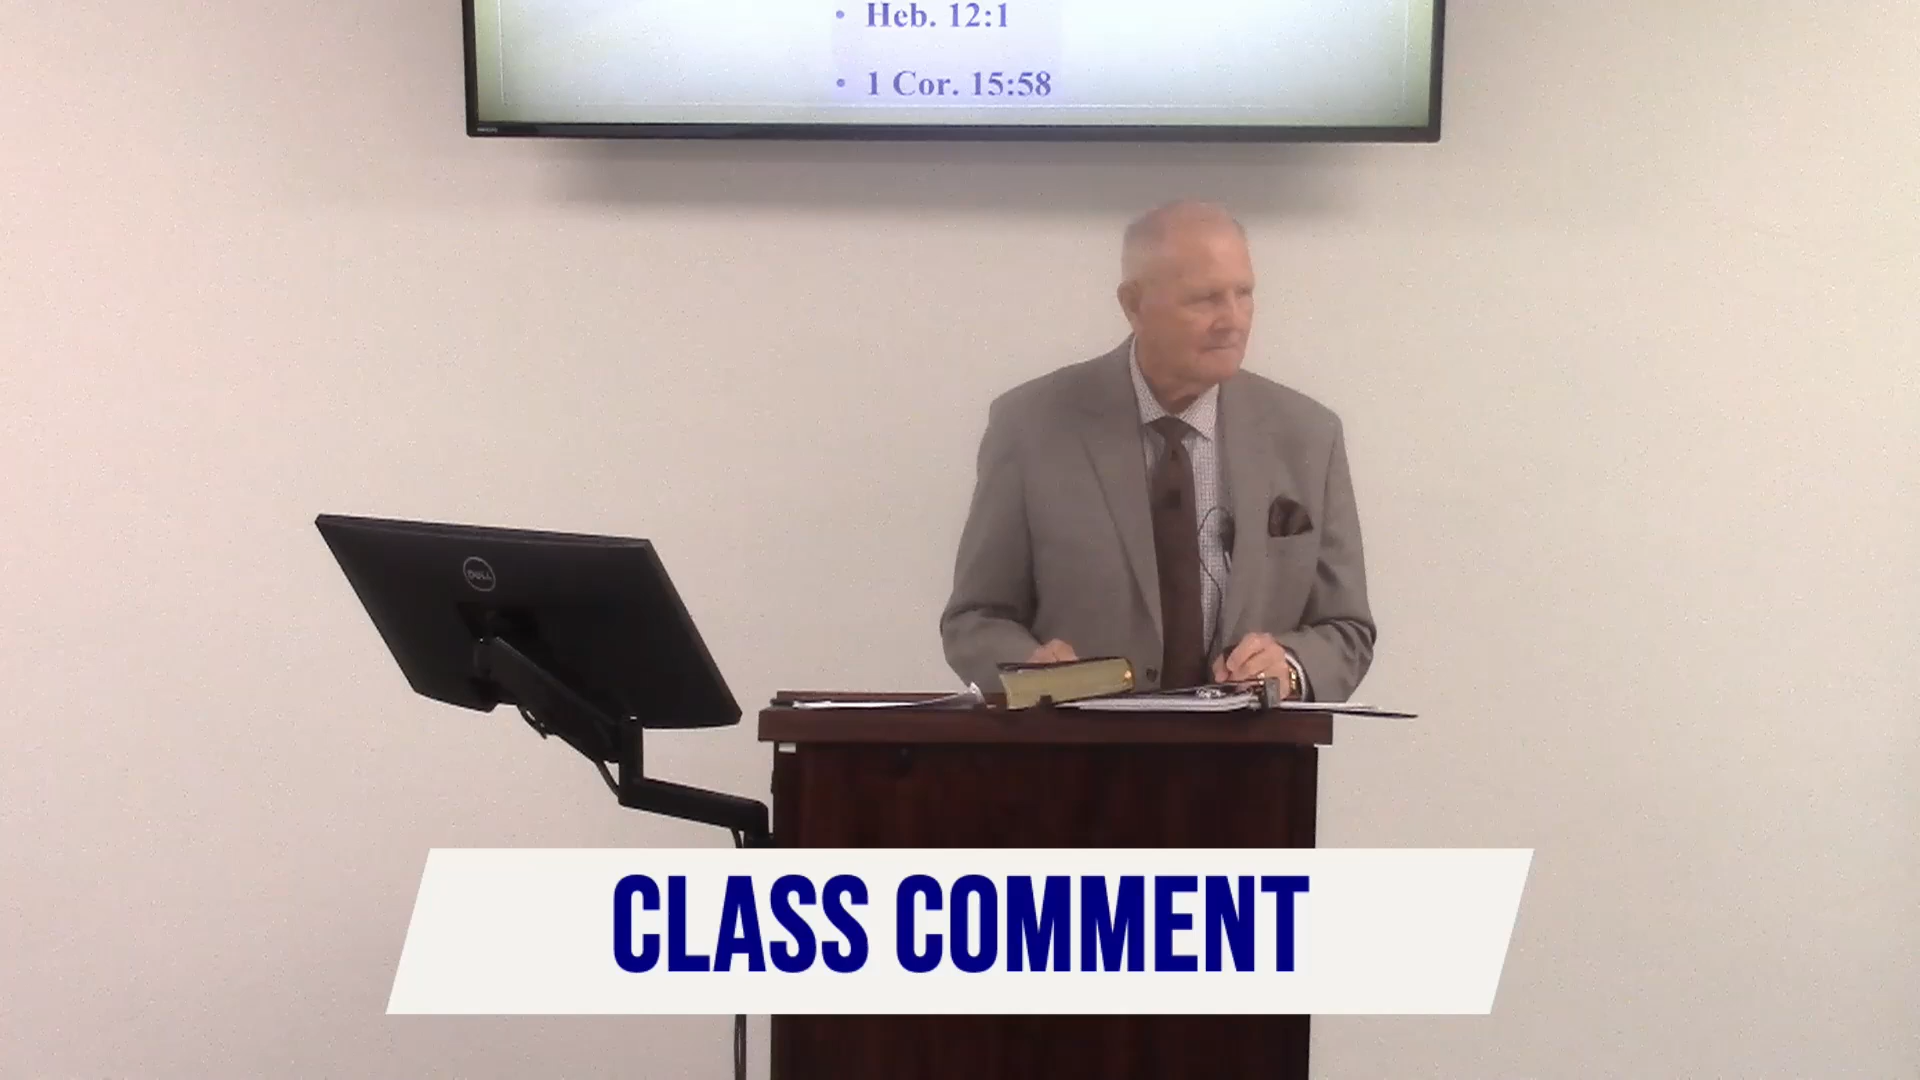 • Heb. 12:1
• 1 Cor. 15:58
DELL
CLASS COMMENT